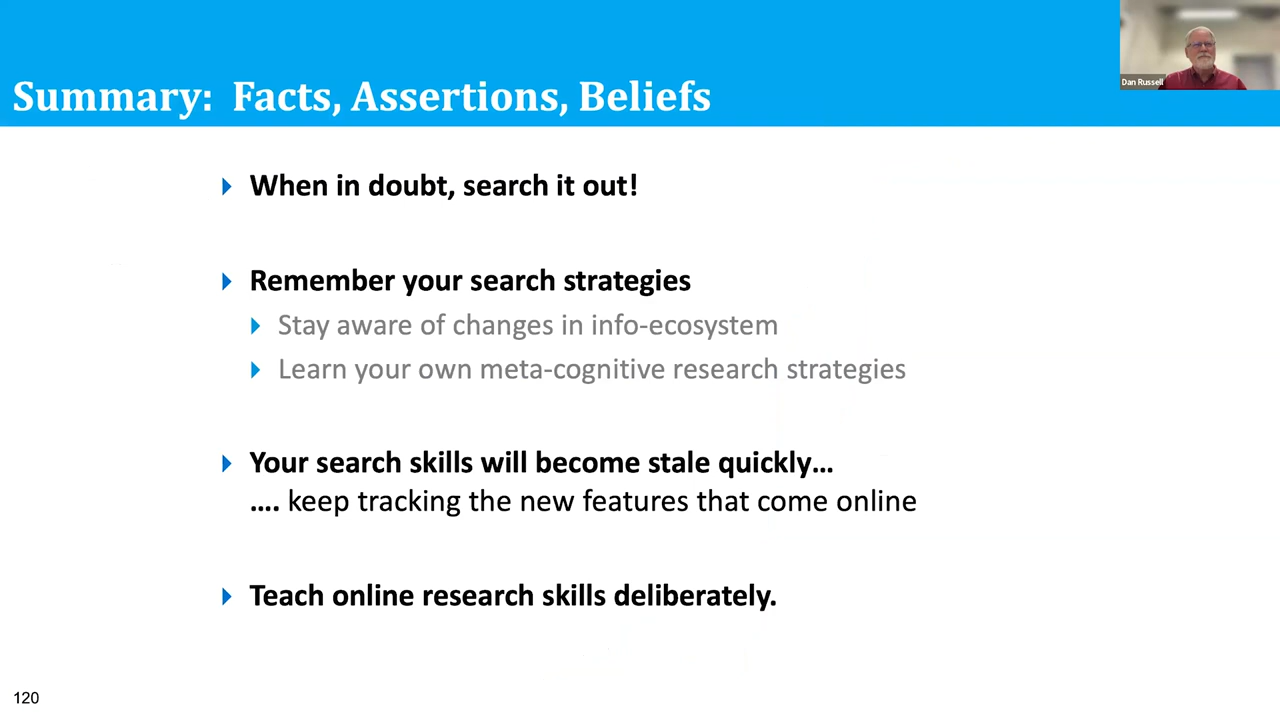 Dan Russell
Summary: Facts, Assertions, Beliefs
When in doubt, search it out!
Remember your search strategies
Stay aware of changes in info-ecosystem
Learn your own meta-cognitive research strategies
Your search skills will become stale quickly…
…. keep tracking the new features that come online
Teach online research skills deliberately.
120